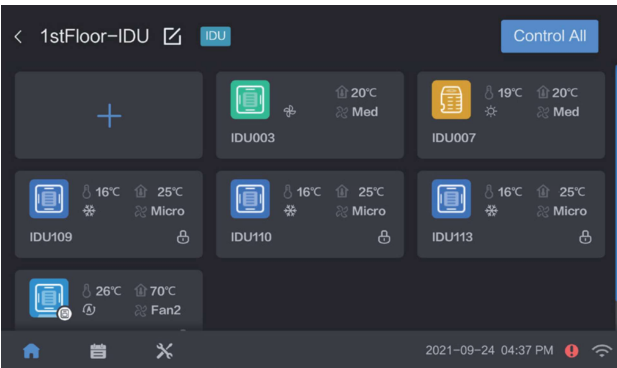 1stFloor-IDU IDU Control All
20℃
Med
IDU003
19℃ 20℃
Med
IDU007
16℃ 25℃
Micro
IDU109
16℃ 25℃
Micro
IDU110
16℃ 25℃
Micro
IDU113
26℃ 70℃
A Fan2
2021-09-24 04:37 PM